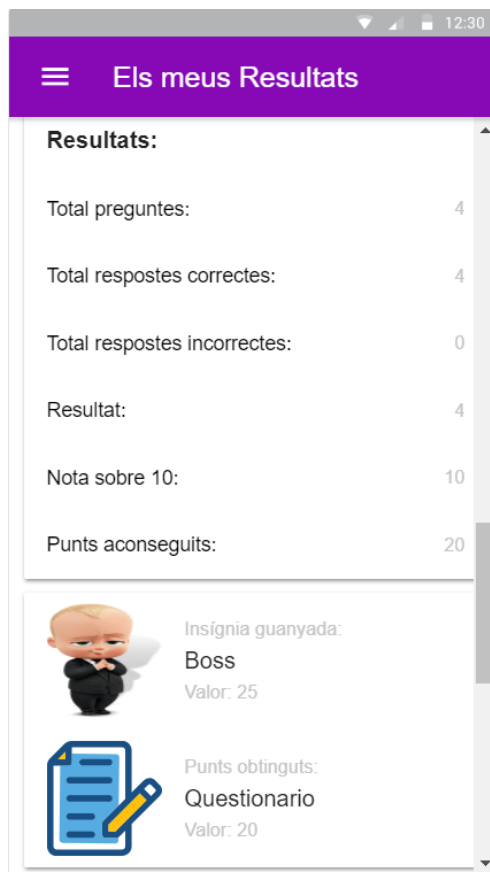 12:30
Els meus Resultats
Resultats:
Total preguntes: 4
Total respostes correctes: 4
Total respostes incorrectes: 0
Resultat: 4
Nota sobre 10: 10
Punts aconseguits: 20
Insígnia guanyada:
Boss
Valor: 25
Punts obtinguts:
Questionario
Valor: 20